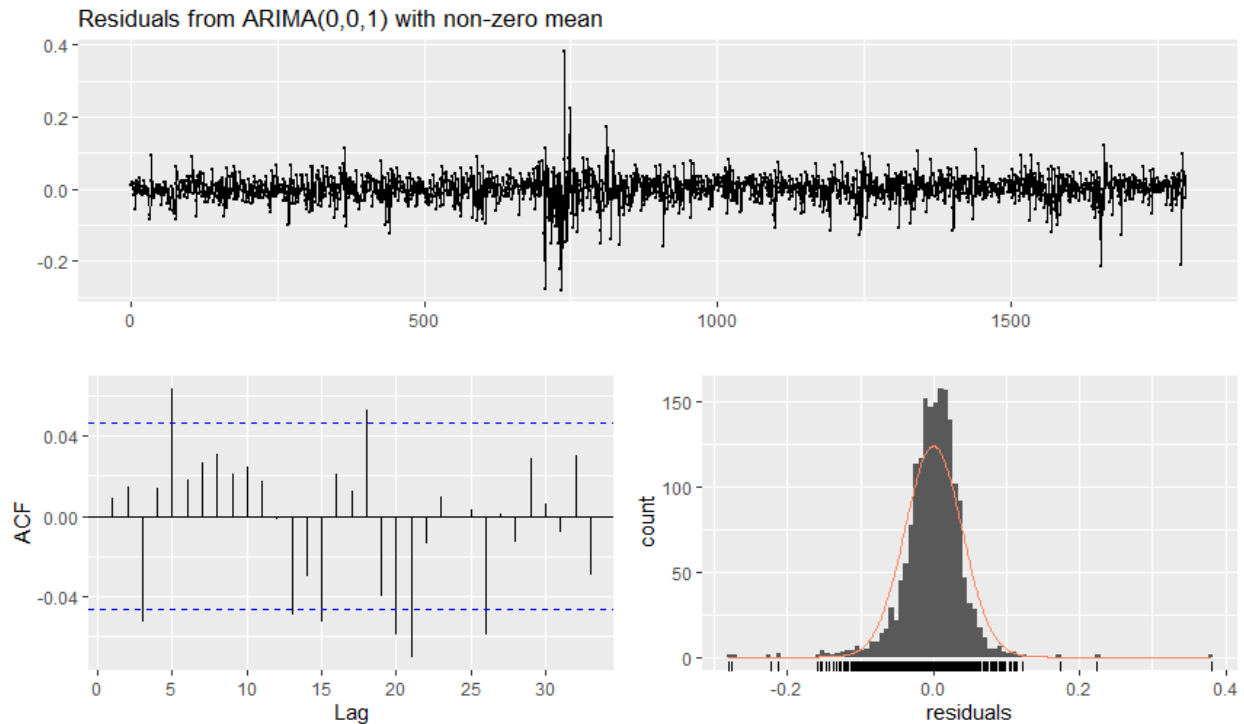 Residuals from ARIMA(0,0,1) with non-zero mean
0.4
0.2
0.0
-0.2
0 500 1000 1500
ACF
0.04
0.00
-0.04
0 5 10 15 20 25 30
Lag
count
150
100
50
0
-0.2 0.0 0.2 0.4
residuals